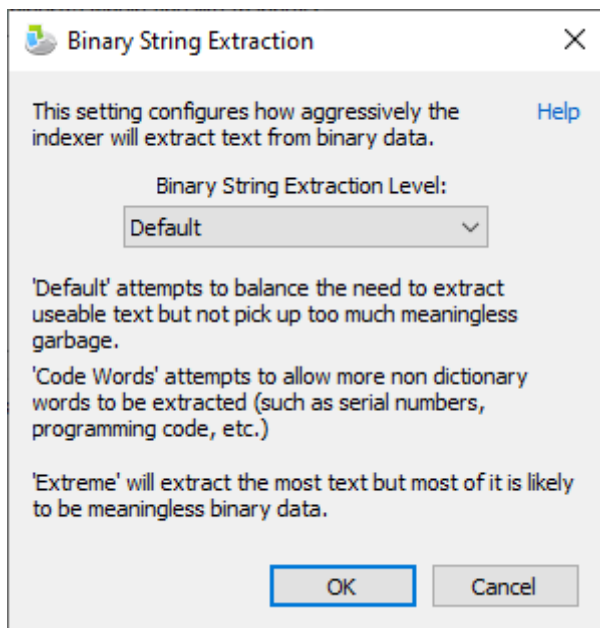 Binary String Extraction
This setting configures how aggressively the Help
indexer will extract text from binary data.
Binary String Extraction Level:
Default
'Default' attempts to balance the need to extract
useable text but not pick up too much meaningless
garbage.
'Code Words' attempts to allow more non dictionary
words to be extracted (such as serial numbers,
programming code, etc.)
'Extreme' will extract the most text but most of it is likely
to be meaningless binary data.
OK Cancel